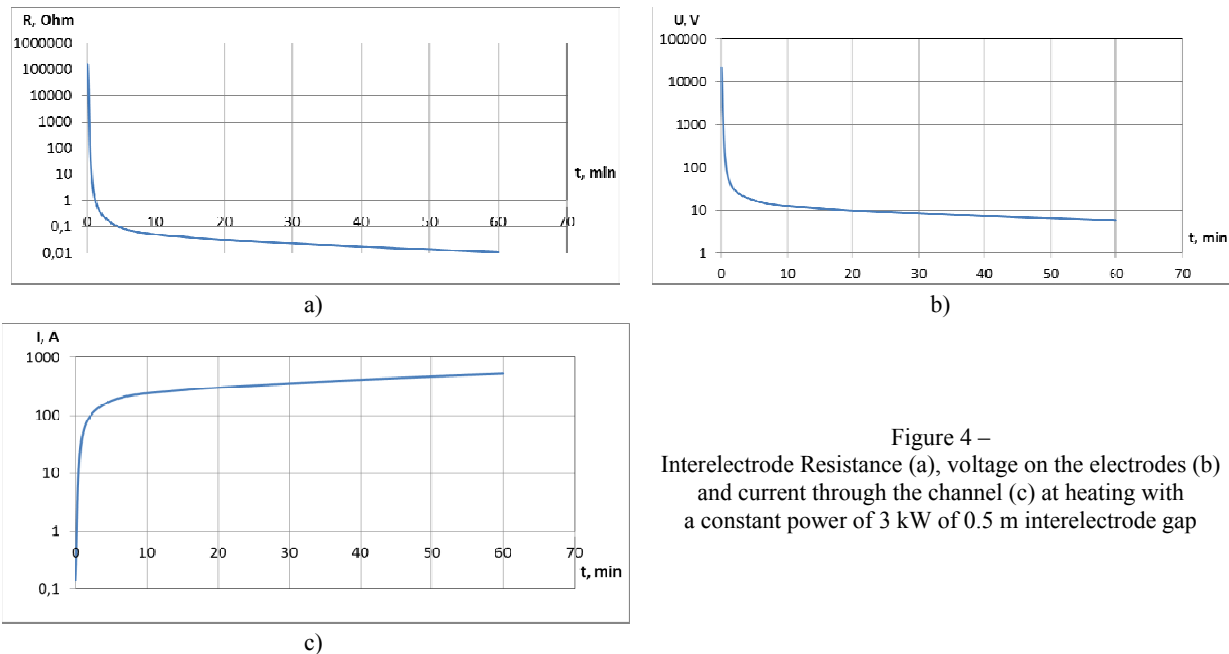 R, Ohm
1000000
100000
10000
1000
100
10
1
0,1
0,01
0 10 20 30 40 50 60 70
t, min
a)
U, V
100000
10000
1000
100
10
1
0 10 20 30 40 50 60 70
t, min
b)
I, A
1000
100
10
1
0,1
0 10 20 30 40 50 60 70
t, min
c)
Figure 4 –
Interelectrode Resistance (a), voltage on the electrodes (b)
and current through the channel (c) at heating with
a constant power of 3 kW of 0.5 m interelectrode gap